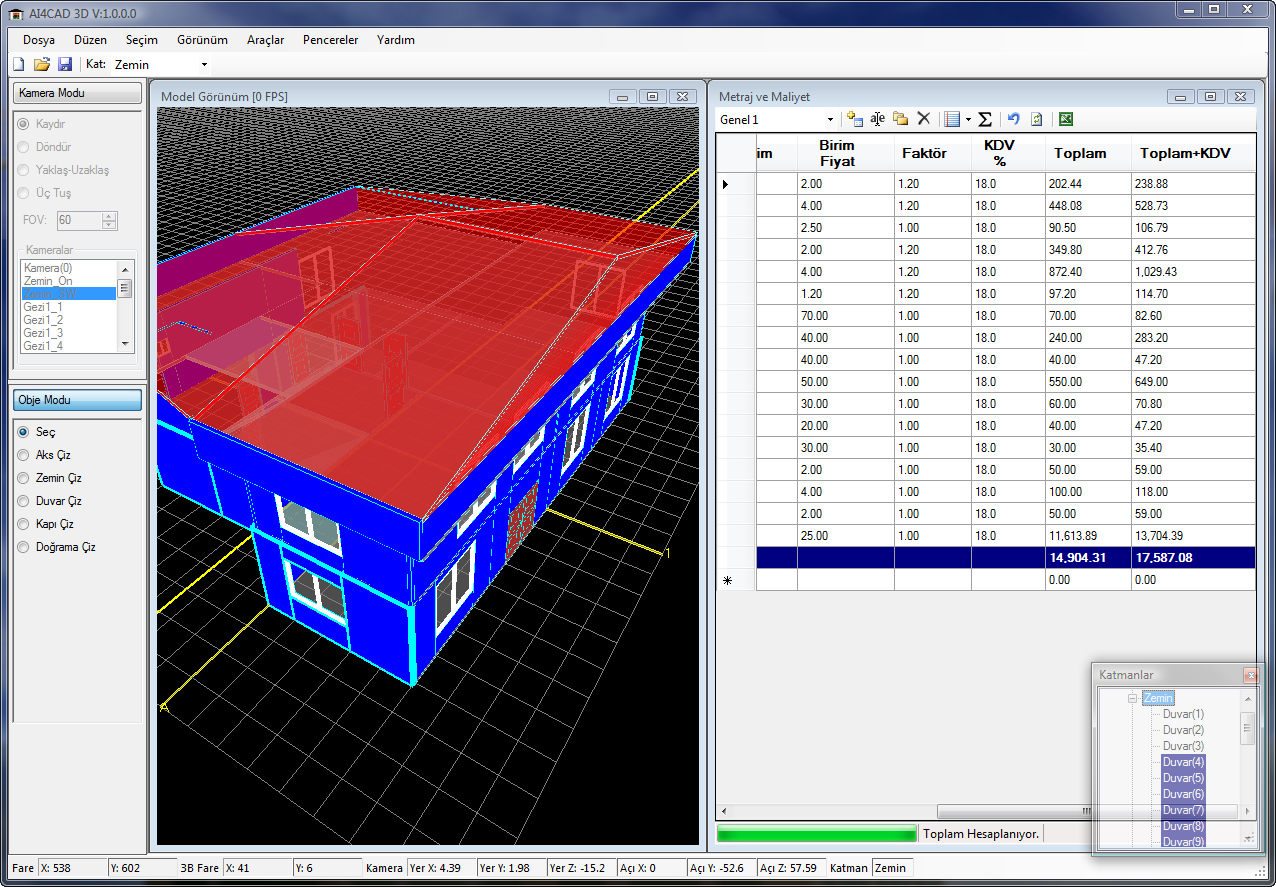 AI4CAD 3D V:1.0.0.0
Dosya Düzen Seçim Görünüm Araçlar Pencereler Yardım
Kat: Zemin
Kamera Modu
Kaydır
Döndür
Yaklaş-Uzaklaş
Üç Tuş
FOV: 60
Kameralar
Kamera(0)
Zemin_On
Gezi1_1
Gezi1_2
Gezi1_3
Gezi1_4
Obje Modu
Seç
Aks Çiz
Zemin Çiz
Duvar Çiz
Kapı Çiz
Doğrama Çiz
Model Görünüm [0 FPS]
1
A
Metraj ve Maliyet
Genel 1
im Birim Fiyat Faktör KDV % Toplam Toplam+KDV
2.00 1.20 18.0 202.44 238.88
4.00 1.20 18.0 448.08 528.73
2.50 1.00 18.0 90.50 106.79
2.00 1.20 18.0 349.80 412.76
4.00 1.20 18.0 872.40 1,029.43
1.20 1.20 18.0 97.20 114.70
70.00 1.00 18.0 70.00 82.60
40.00 1.00 18.0 240.00 283.20
40.00 1.00 18.0 40.00 47.20
50.00 1.00 18.0 550.00 649.00
30.00 1.00 18.0 60.00 70.80
20.00 1.00 18.0 40.00 47.20
30.00 1.00 18.0 30.00 35.40
2.00 1.00 18.0 50.00 59.00
4.00 1.00 18.0 100.00 118.00
2.00 1.00 18.0 50.00 59.00
25.00 1.00 18.0 11,613.89 13,704.39
14,904.31 17,587.08
0.00 0.00
Toplam Hesaplanıyor.
Katmanlar
Zemin
Duvar(1)
Duvar(2)
Duvar(3)
Duvar(4)
Duvar(5)
Duvar(6)
Duvar(7)
Duvar(8)
Duvar(9)
Fare X: 538 Y: 602 3B Fare X: 41 Y: 6 Kamera Yer X: 4.39 Yer Y: 1.98 Yer Z: -15.2 Açı X: 0 Açı Y: -52.6 Açı Z: 57.59 Katman Zemin